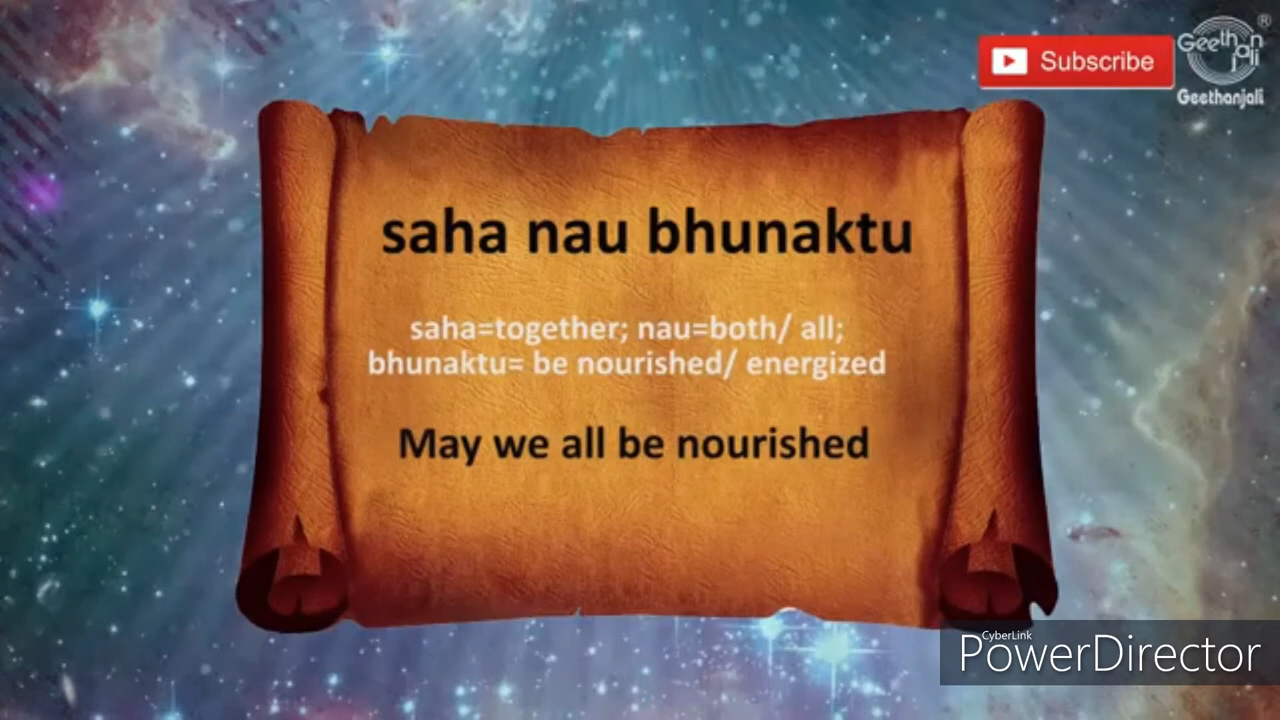 Geethanjali ®
Subscribe
Geethanjali
saha nau bhunaktu
saha=together; nau=both/ all;
bhunaktu= be nourished/ energized
May we all be nourished
CyberLink
PowerDirector